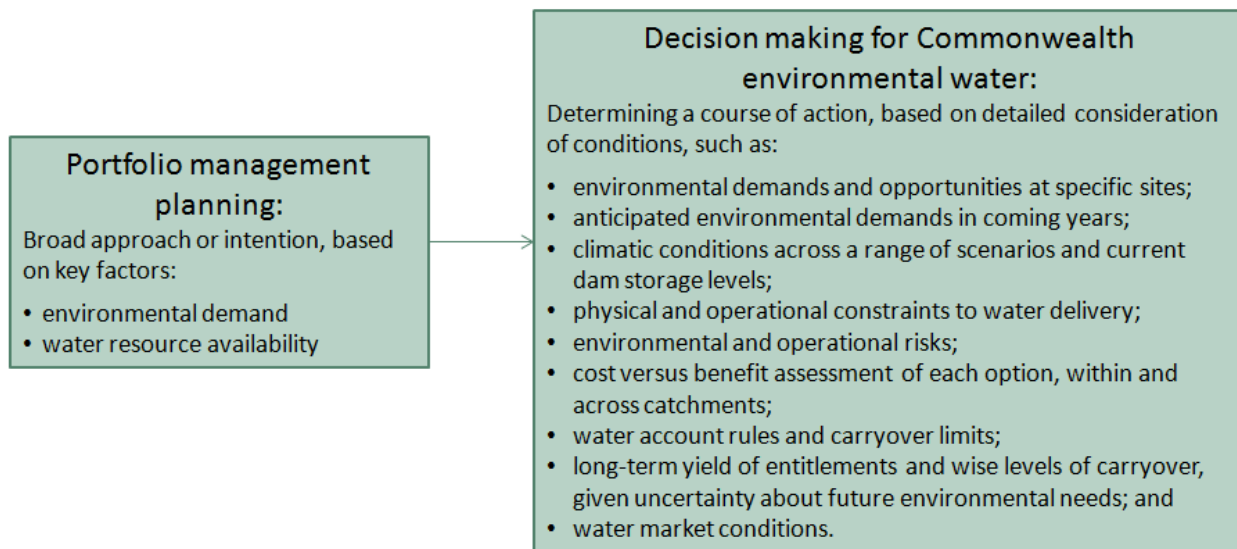 Portfolio management
planning:
Broad approach or intention, based
on key factors:
• environmental demand
• water resource availability
Decision making for Commonwealth
environmental water:
Determining a course of action, based on detailed consideration
of conditions, such as:
• environmental demands and opportunities at specific sites;
• anticipated environmental demands in coming years;
• climatic conditions across a range of scenarios and current
dam storage levels;
• physical and operational constraints to water delivery;
• environmental and operational risks;
• cost versus benefit assessment of each option, within and
across catchments;
• water account rules and carryover limits;
• long-term yield of entitlements and wise levels of carryover,
given uncertainty about future environmental needs; and
• water market conditions.